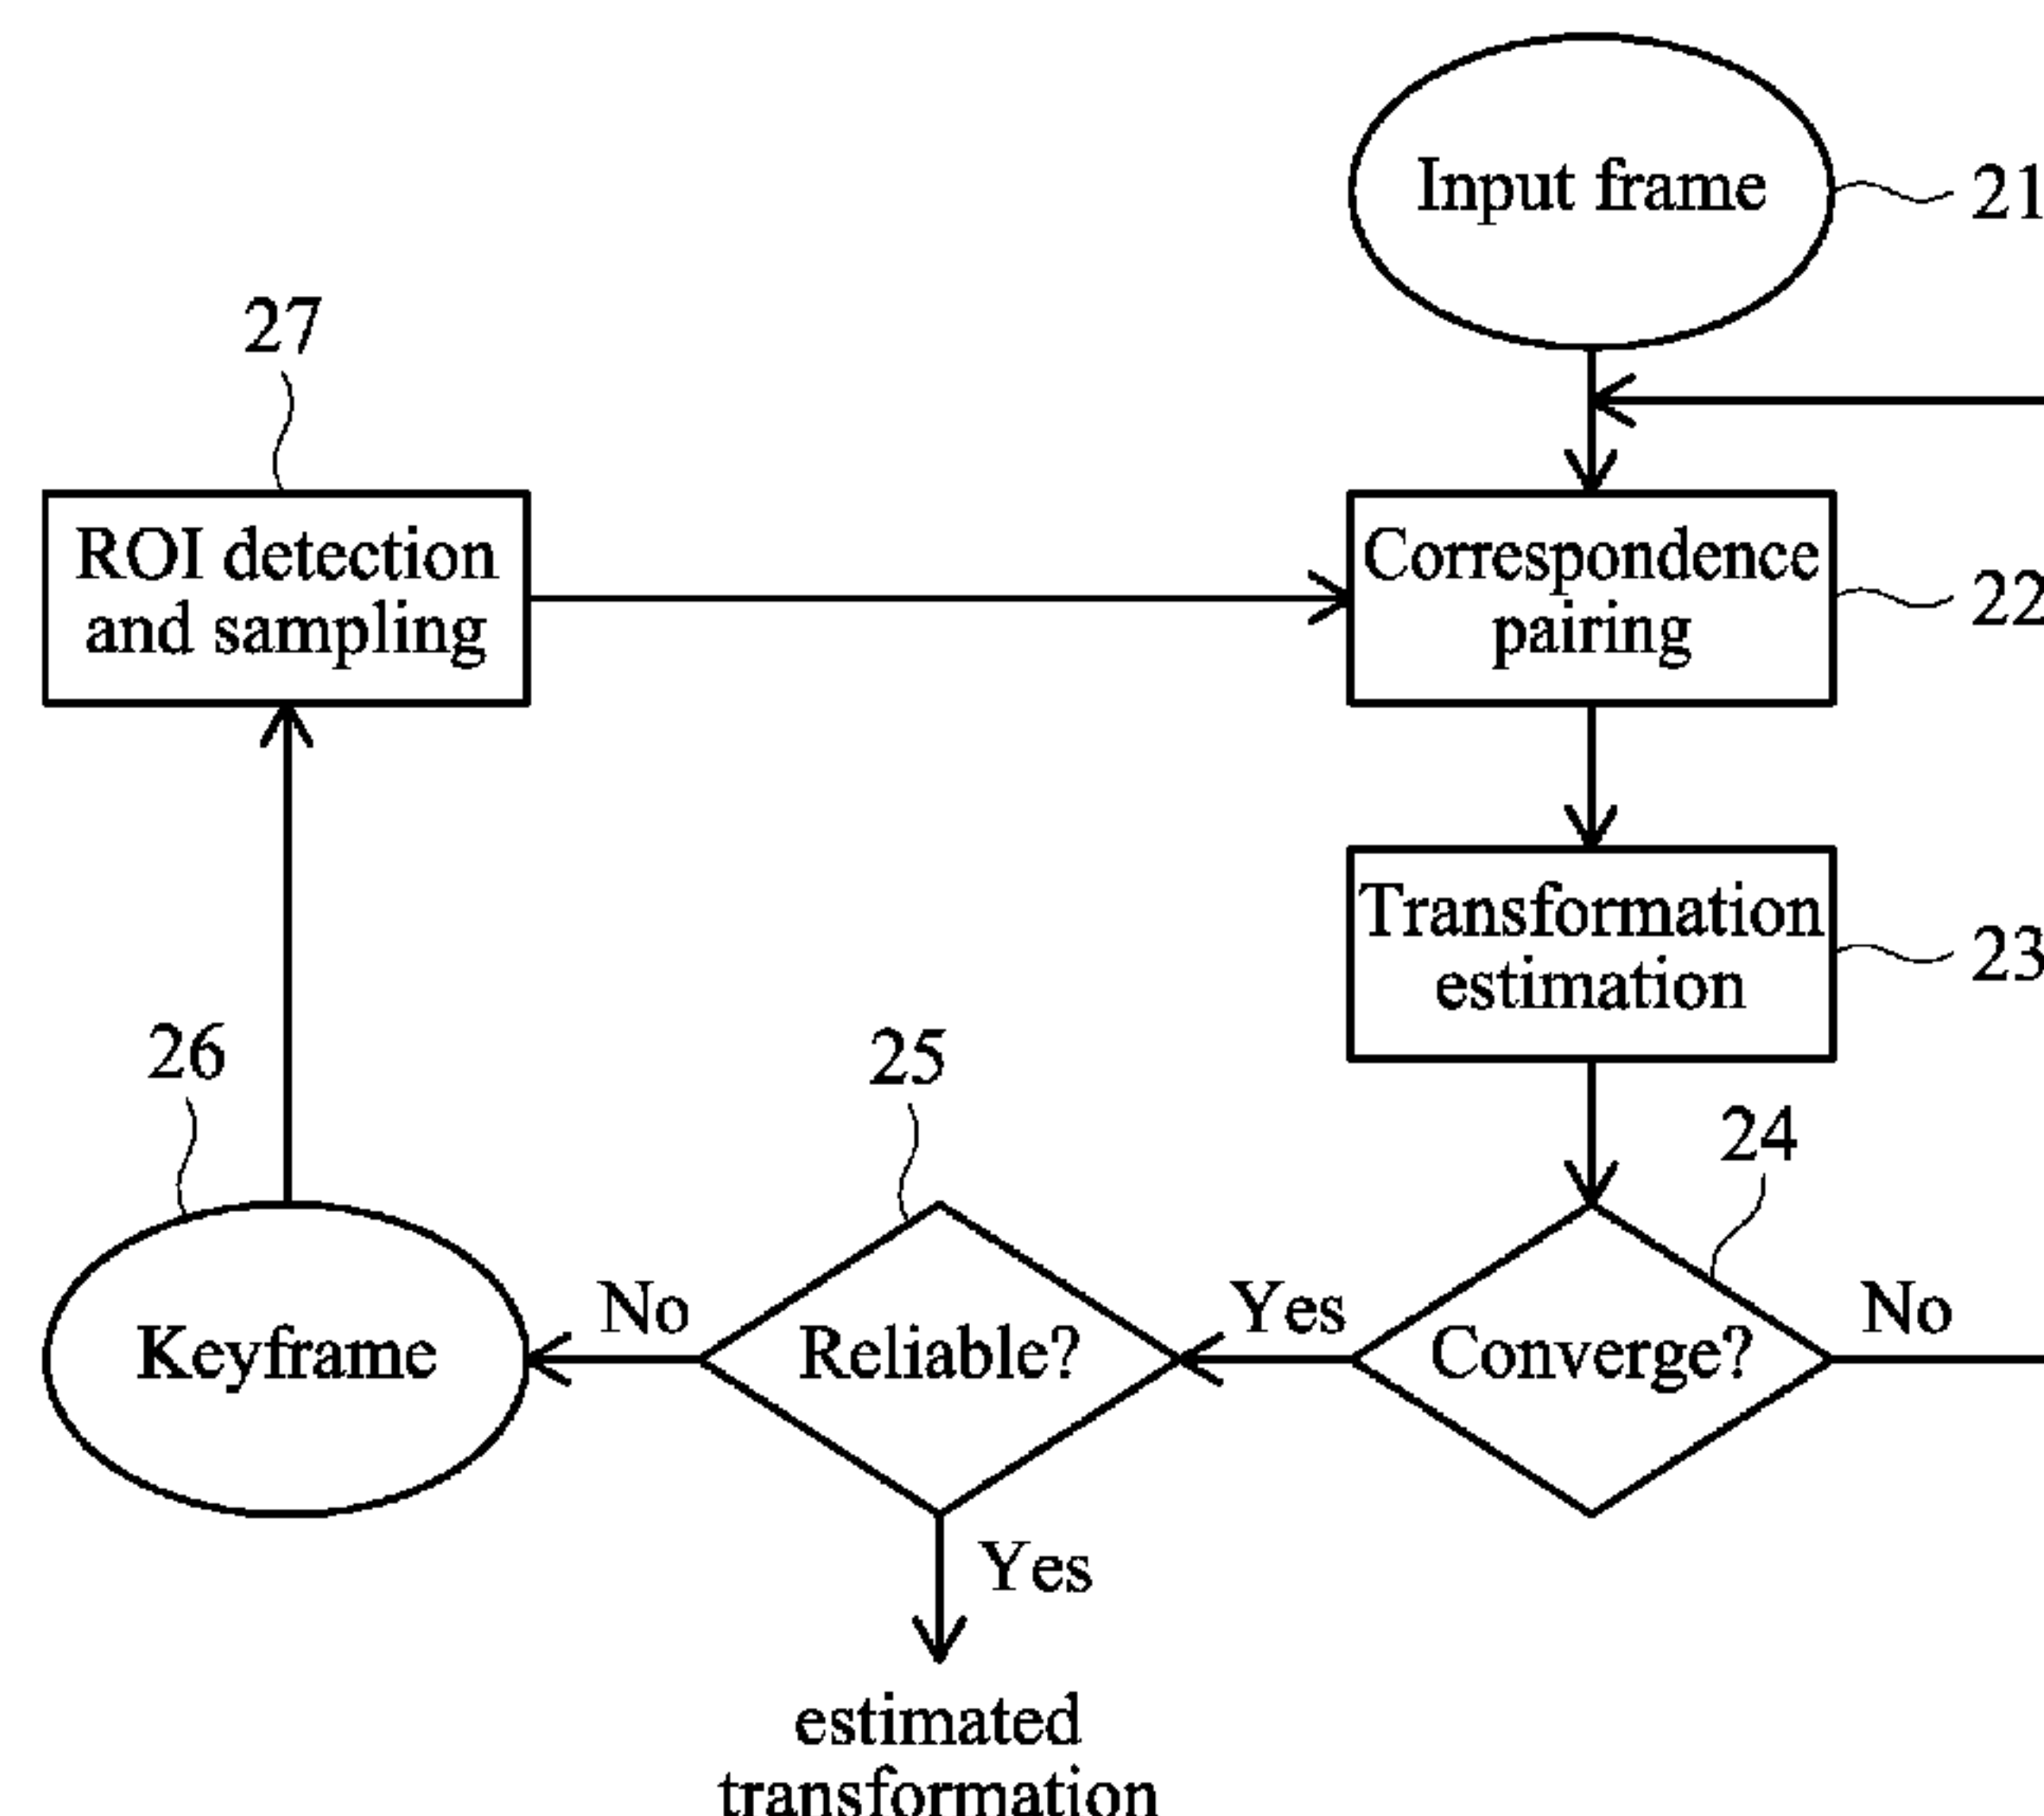 Input frame
21
27
ROI detection
and sampling
Correspondence
pairing
22
Transformation
estimation
23
26
25
24
Keyframe
No
Reliable?
Yes
Converge?
No
Yes
estimated
transformation